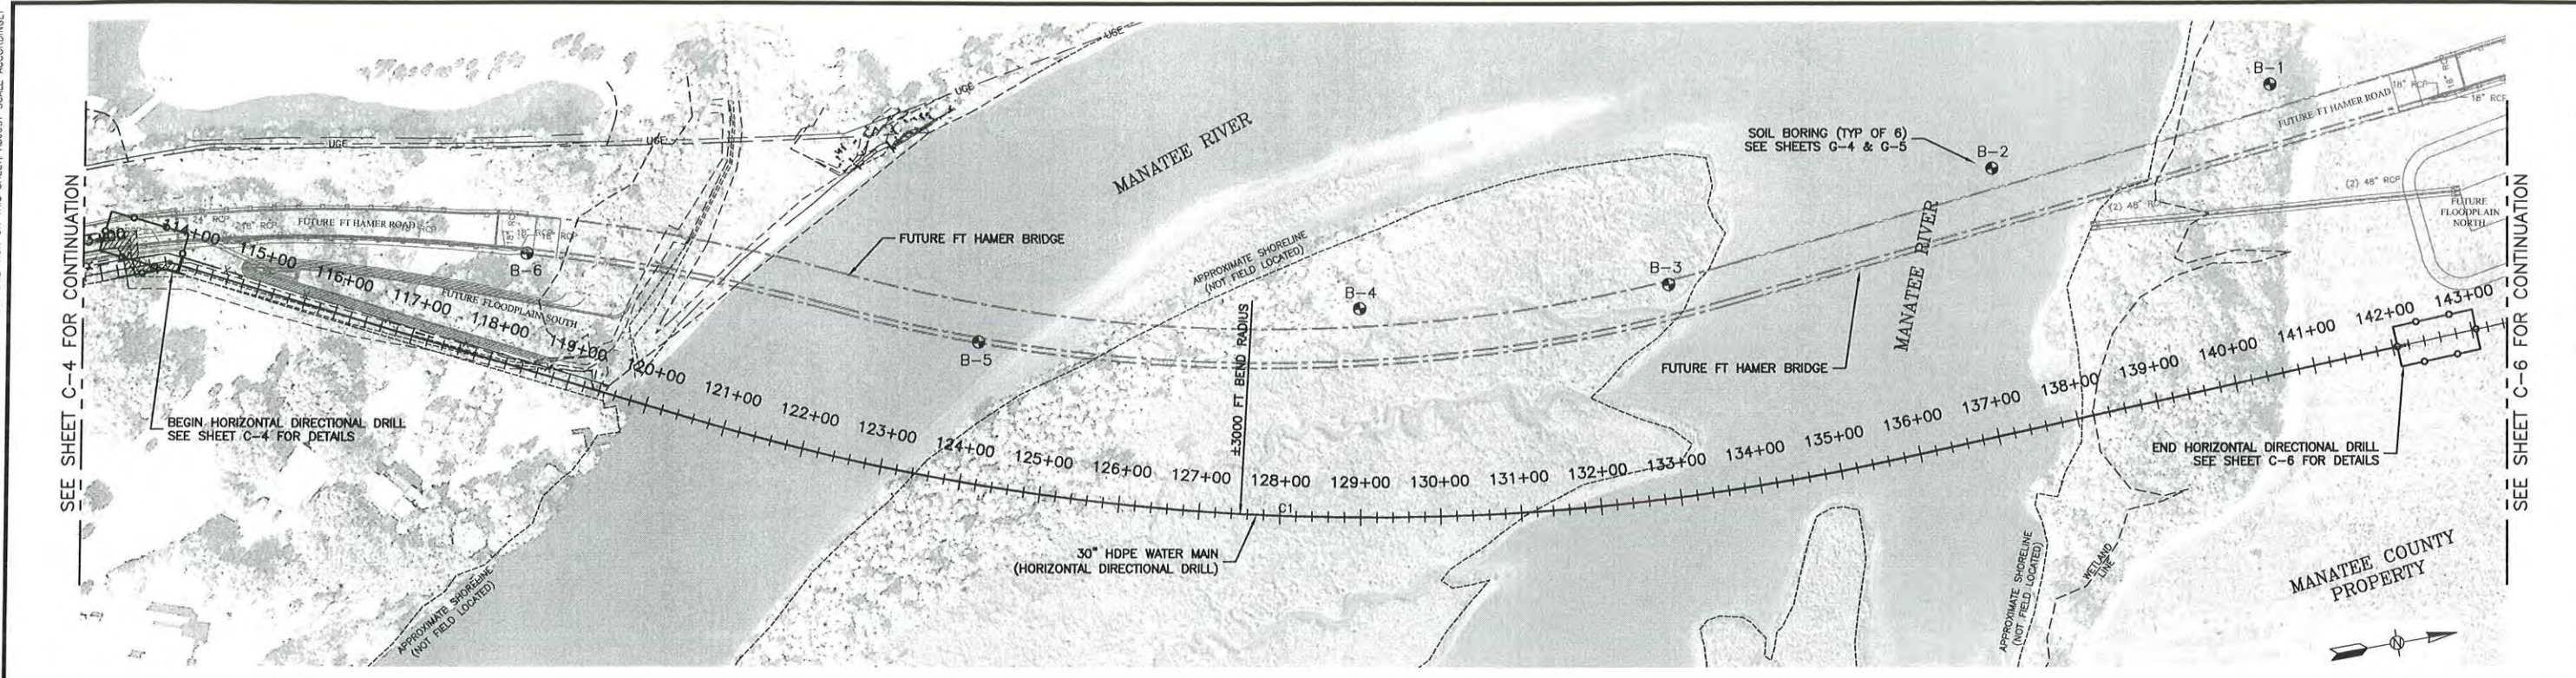 SEE SHEET C-4 FOR CONTINUATION
UGE
UGE
UGE
UGE
MANATEE RIVER
SOIL BORING (TYP OF 6)
SEE SHEETS G-4 & G-5
B-1
B-2
FUTURE FT HAMER ROAD
18" RCP
18" RCP
18" RCP
(2) 48" RCP
(2) 48" RCP
FUTURE
FLOODPLAIN
NORTH
SEE SHEET C-6 FOR CONTINUATION
24" RCP
18" RCP
FUTURE FT HAMER ROAD
18" RCP
B-6
FUTURE FT HAMER BRIDGE
APPROXIMATE SHORELINE
(NOT FIELD LOCATED)
B-4
B-3
B-5
MANATEE RIVER
FUTURE FT HAMER BRIDGE
±3000 FT BEND RADIUS
FUTURE FLOODPLAIN SOUTH
114+00
115+00
116+00
117+00
118+00
119+00
120+00
121+00
122+00
123+00
124+00
125+00
126+00
127+00
128+00
129+00
130+00
131+00
132+00
133+00
134+00
135+00
136+00
137+00
138+00
139+00
140+00
141+00
142+00
143+00
C1
BEGIN HORIZONTAL DIRECTIONAL DRILL
SEE SHEET C-4 FOR DETAILS
END HORIZONTAL DIRECTIONAL DRILL
SEE SHEET C-6 FOR DETAILS
30" HDPE WATER MAIN
(HORIZONTAL DIRECTIONAL DRILL)
APPROXIMATE SHORELINE
(NOT FIELD LOCATED)
APPROXIMATE SHORELINE
(NOT FIELD LOCATED)
WETLAND
LINE
MANATEE COUNTY
PROPERTY
N